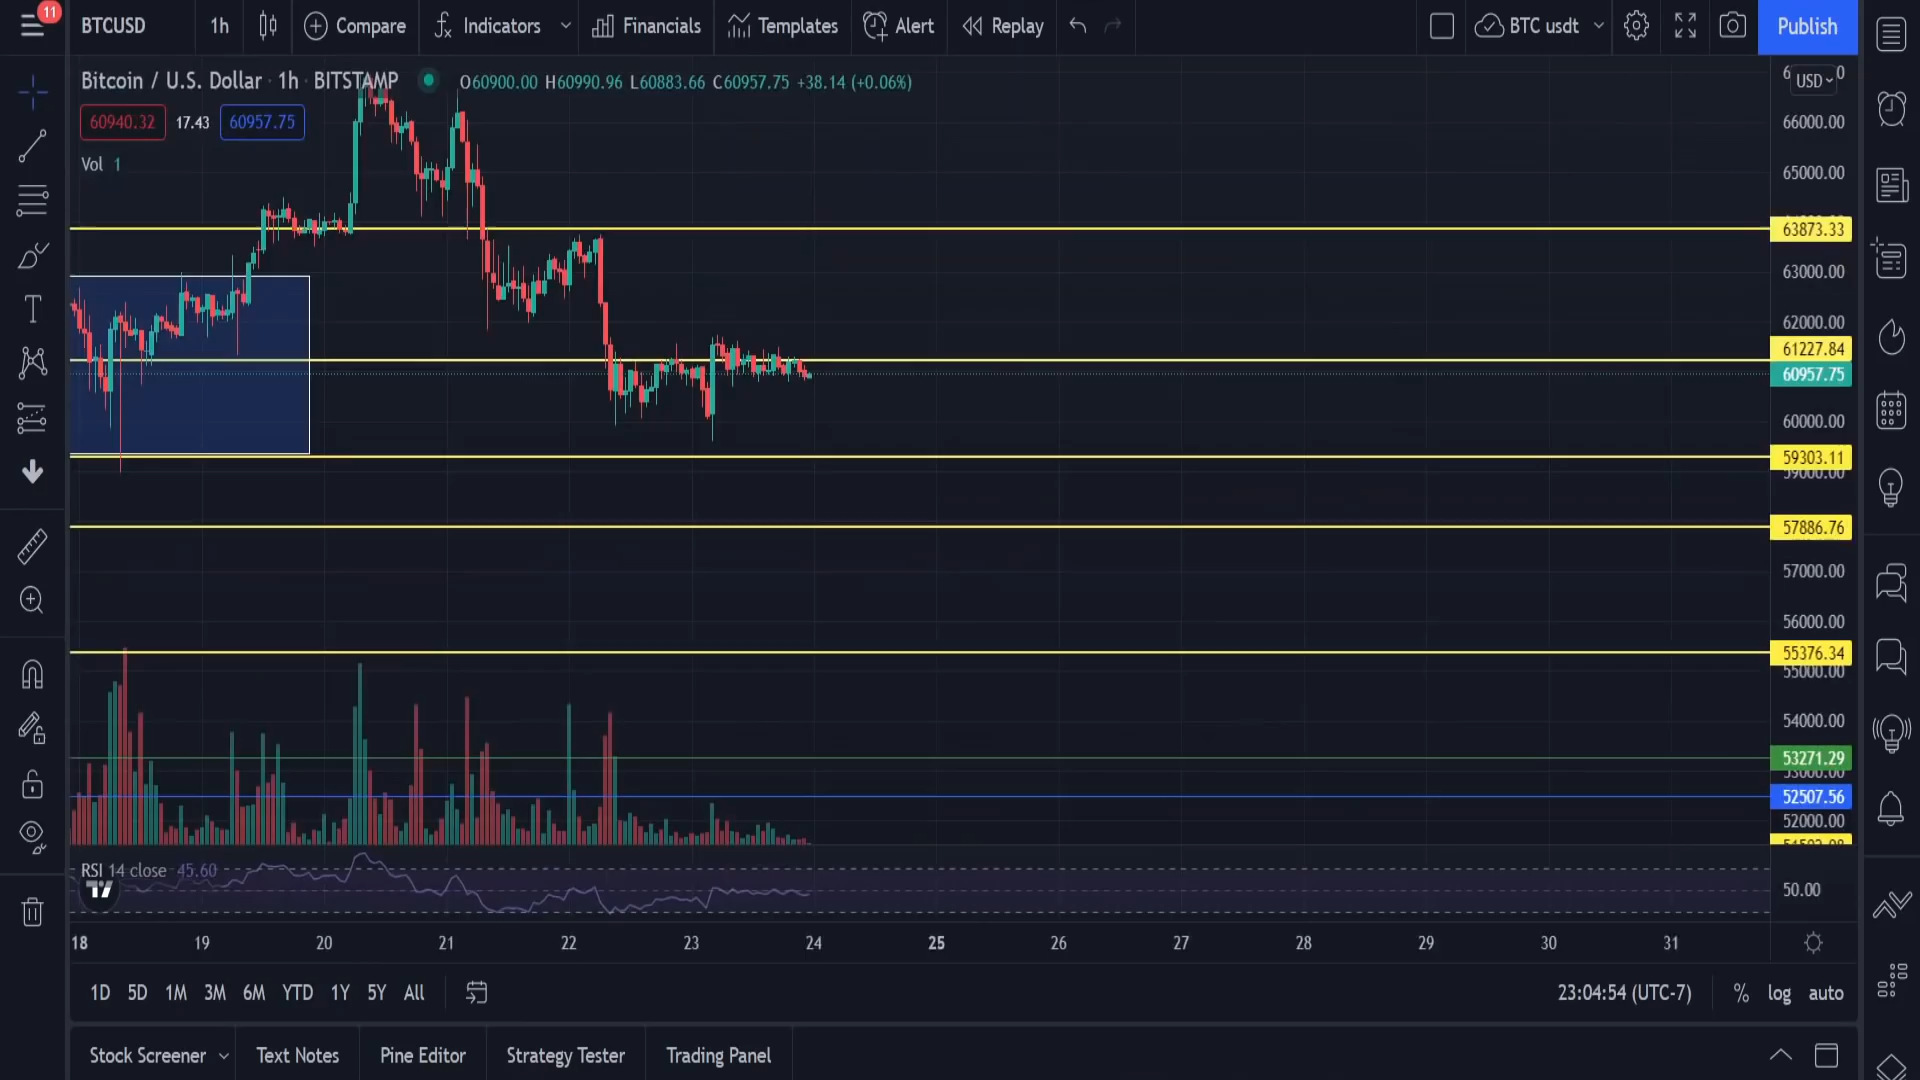 11
BTCUSD 1h Compare Indicators Financials Templates Alert Replay BTC usdt Publish
Bitcoin / U.S. Dollar · 1h · BITSTAMP O60900.00 H60990.96 L60883.66 C60957.75 +38.14 (+0.06%)
USD
60940.32 17.43 60957.75
66000.00
Vol 1
65000.00
63873.33
63000.00
62000.00
61227.84
60957.75
60000.00
59303.11
59000.00
57886.76
57000.00
56000.00
55376.34
55000.00
54000.00
53271.29
53000.00
52507.56
52000.00
RSI 14 close 45.60
50.00
18 19 20 21 22 23 24 25 26 27 28 29 30 31
1D 5D 1M 3M 6M YTD 1Y 5Y All 23:04:54 (UTC-7) % log auto
Stock Screener Text Notes Pine Editor Strategy Tester Trading Panel